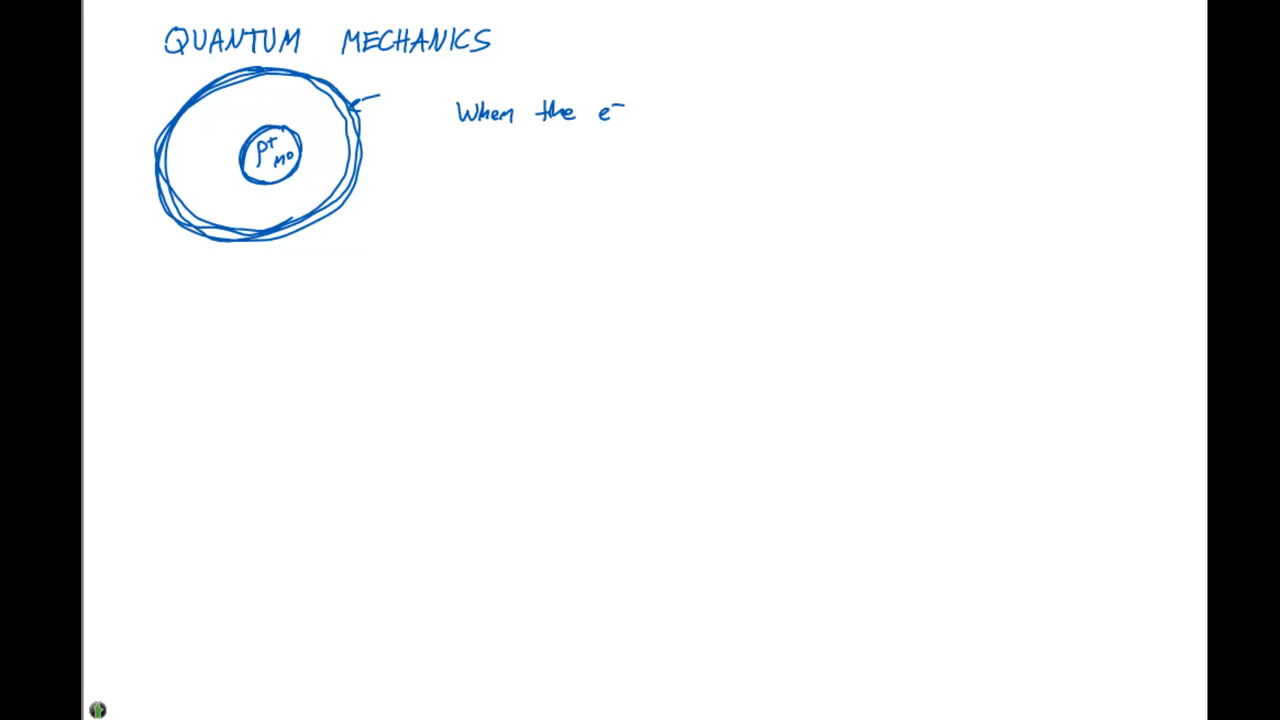 QUANTUM MECHANICS
When the e⁻
p⁺
n⁰
e⁻